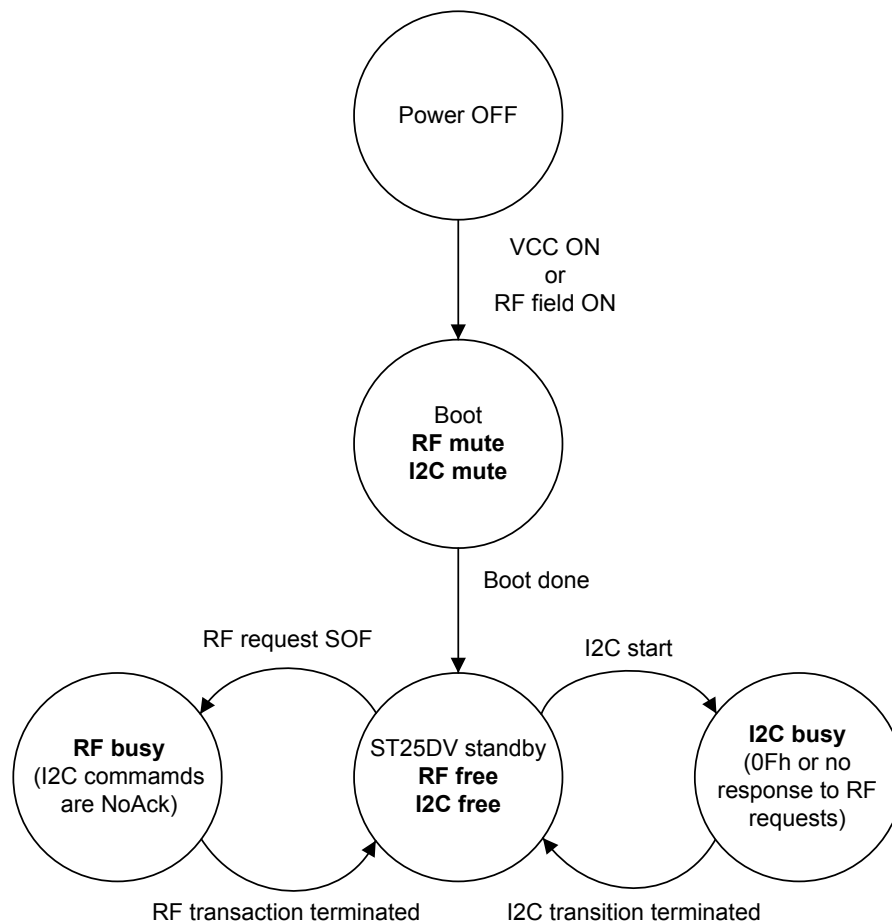 Power OFF
VCC ON
or
RF field ON
Boot
RF mute
I2C mute
Boot done
RF request SOF
I2C start
RF busy
(I2C commamds
are NoAck)
ST25DV standby
RF free
I2C free
I2C busy
(0Fh or no
response to RF
requests)
RF transaction terminated
I2C transition terminated